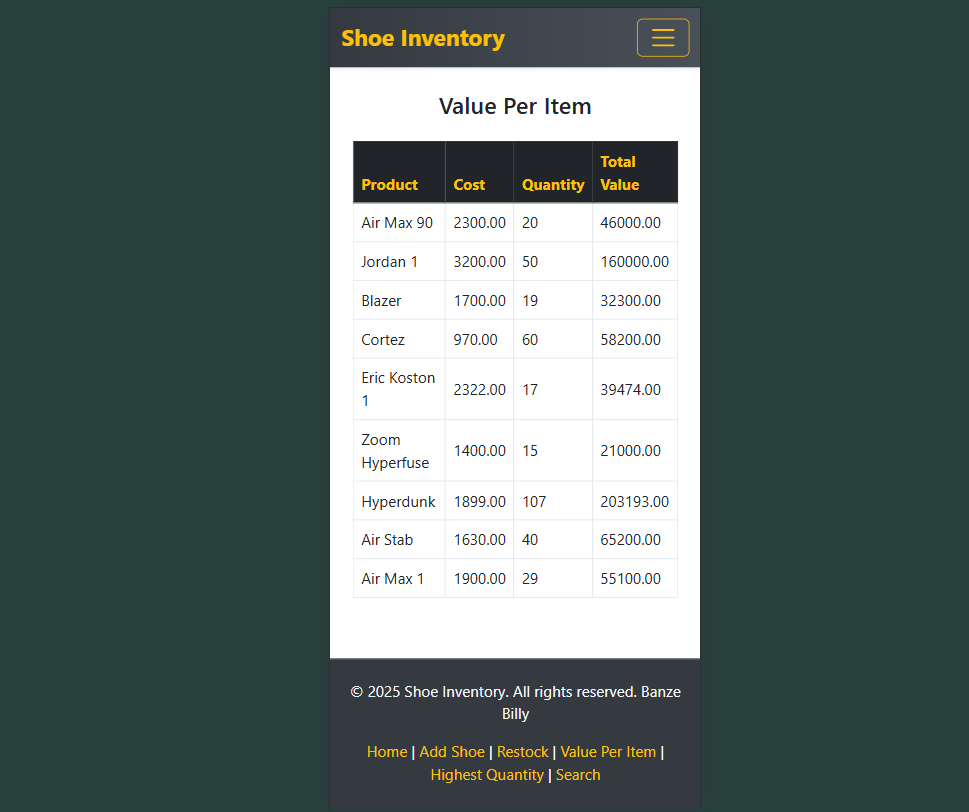 Shoe Inventory
Value Per Item
Product Cost Quantity Total Value
Air Max 90 2300.00 20 46000.00
Jordan 1 3200.00 50 160000.00
Blazer 1700.00 19 32300.00
Cortez 970.00 60 58200.00
Eric Koston 1 2322.00 17 39474.00
Zoom Hyperfuse 1400.00 15 21000.00
Hyperdunk 1899.00 107 203193.00
Air Stab 1630.00 40 65200.00
Air Max 1 1900.00 29 55100.00
© 2025 Shoe Inventory. All rights reserved. Banze
Billy
Home | Add Shoe | Restock | Value Per Item |
Highest Quantity | Search